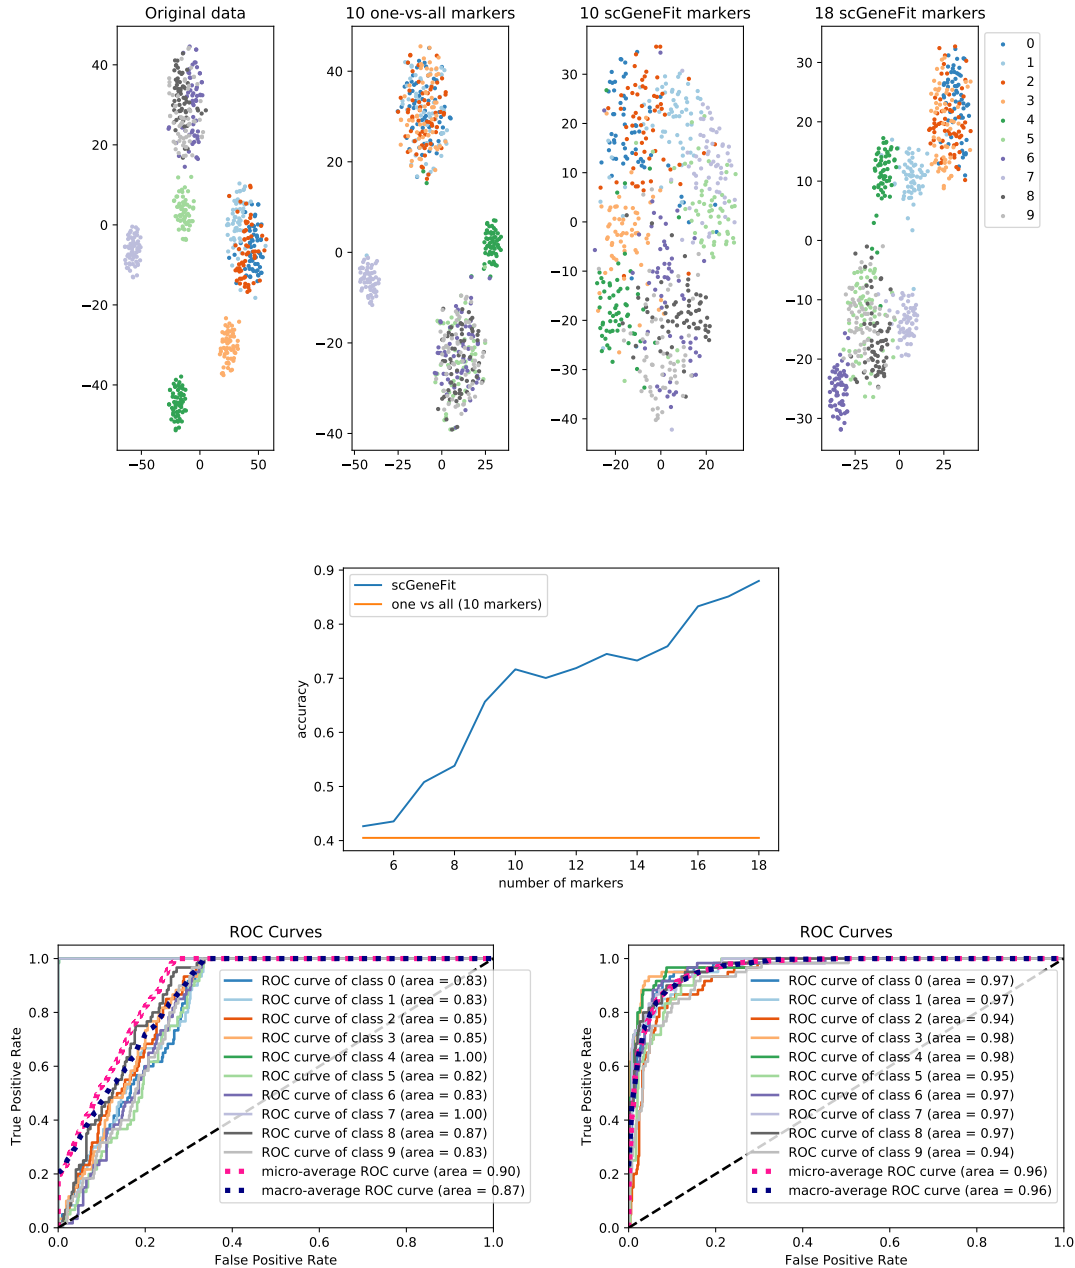 Original data
10 one-vs-all markers
10 scGeneFit markers
18 scGeneFit markers
40
20
0
−20
−40
−50
0
50
40
20
0
−20
−40
−50
−25
0
25
30
20
10
0
−10
−20
−30
−40
−20
0
20
30
20
10
0
−10
−20
−30
−25
0
25
0
1
2
3
4
5
6
7
8
9
scGeneFit
one vs all (10 markers)
accuracy
0.9
0.8
0.7
0.6
0.5
0.4
6
8
10
12
14
16
18
number of markers
ROC Curves
True Positive Rate
1.0
0.8
0.6
0.4
0.2
0.0
ROC curve of class 0 (area = 0.83)
ROC curve of class 1 (area = 0.83)
ROC curve of class 2 (area = 0.85)
ROC curve of class 3 (area = 0.85)
ROC curve of class 4 (area = 1.00)
ROC curve of class 5 (area = 0.82)
ROC curve of class 6 (area = 0.83)
ROC curve of class 7 (area = 1.00)
ROC curve of class 8 (area = 0.87)
ROC curve of class 9 (area = 0.83)
micro-average ROC curve (area = 0.90)
macro-average ROC curve (area = 0.87)
0.0
0.2
0.4
0.6
0.8
1.0
False Positive Rate
ROC Curves
True Positive Rate
1.0
0.8
0.6
0.4
0.2
0.0
ROC curve of class 0 (area = 0.97)
ROC curve of class 1 (area = 0.97)
ROC curve of class 2 (area = 0.94)
ROC curve of class 3 (area = 0.98)
ROC curve of class 4 (area = 0.98)
ROC curve of class 5 (area = 0.95)
ROC curve of class 6 (area = 0.97)
ROC curve of class 7 (area = 0.97)
ROC curve of class 8 (area = 0.97)
ROC curve of class 9 (area = 0.94)
micro-average ROC curve (area = 0.96)
macro-average ROC curve (area = 0.96)
0.0
0.2
0.4
0.6
0.8
1.0
False Positive Rate